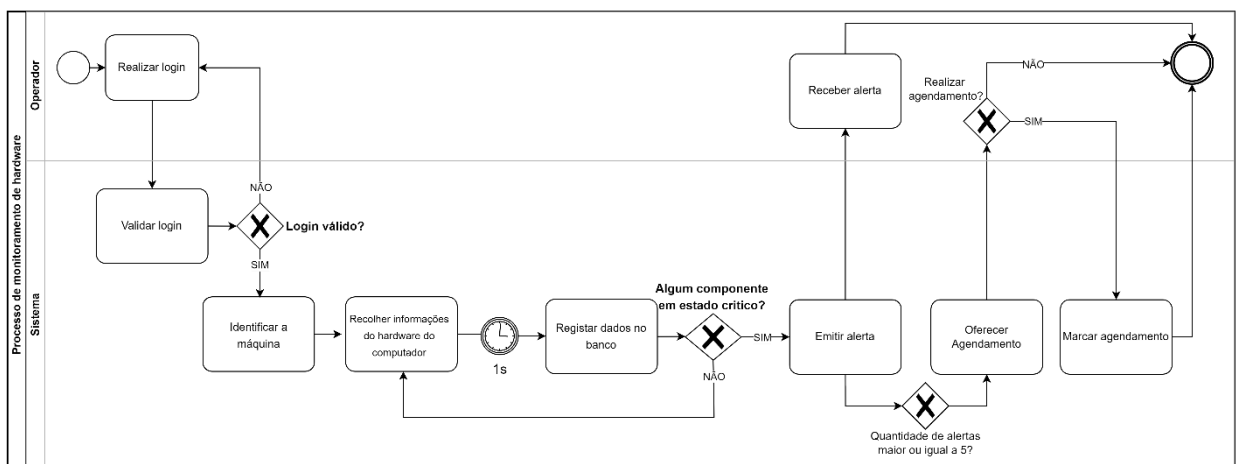 Processo de monitoramento de hardware
Operador
Realizar login
Receber alerta
Realizar
agendamento?
NÃO
SIM
Sistema
NÃO
Validar login
Login válido?
SIM
Identificar a
máquina
Recolher informações
do hardware do
computador
1s
Registar dados no
banco
Algum componente
em estado critico?
SIM
NÃO
Emitir alerta
Oferecer
Agendamento
Marcar agendamento
Quantidade de alertas
maior ou igual a 5?